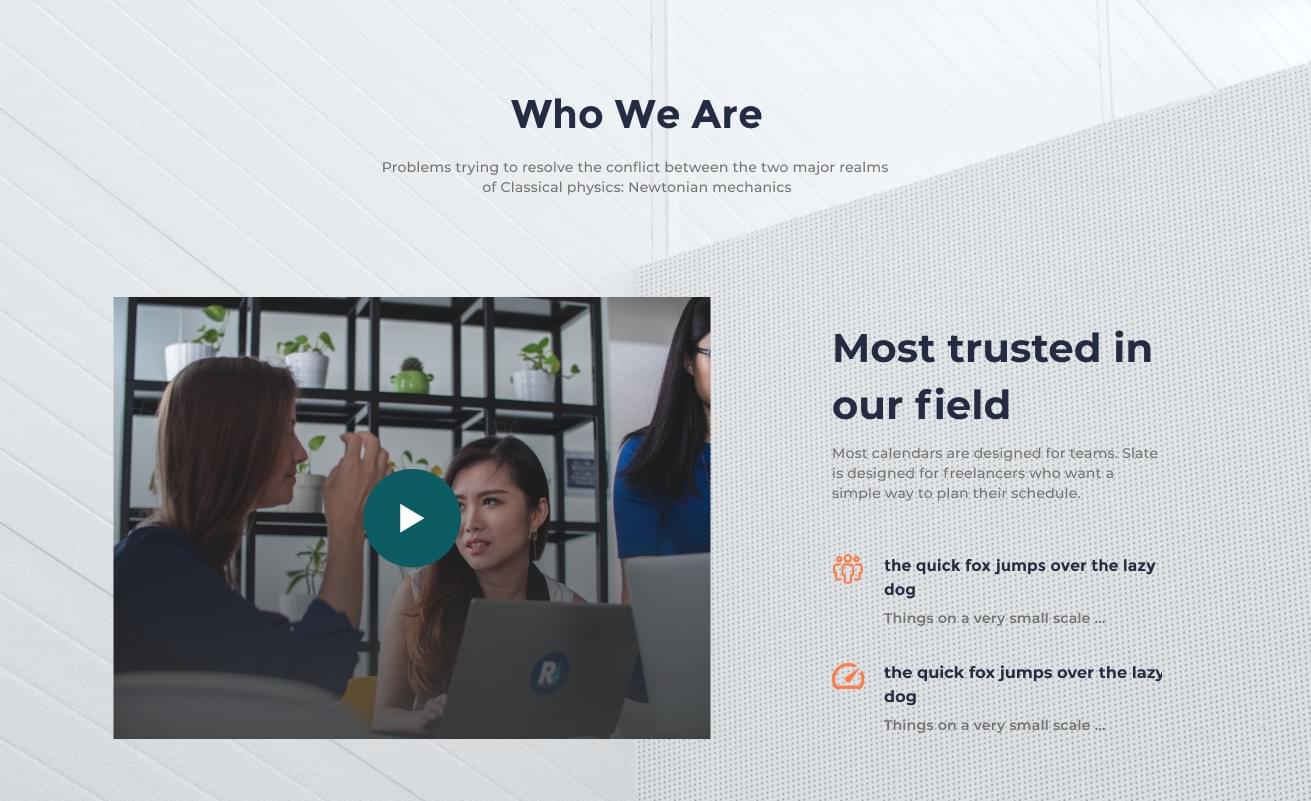 Who We Are
Problems trying to resolve the conflict between the two major realms
of Classical physics: Newtonian mechanics
Most trusted in
our field
Most calendars are designed for teams. Slate
is designed for freelancers who want a
simple way to plan their schedule.
the quick fox jumps over the lazy
dog
Things on a very small scale ...
the quick fox jumps over the lazy
dog
Things on a very small scale ...
R